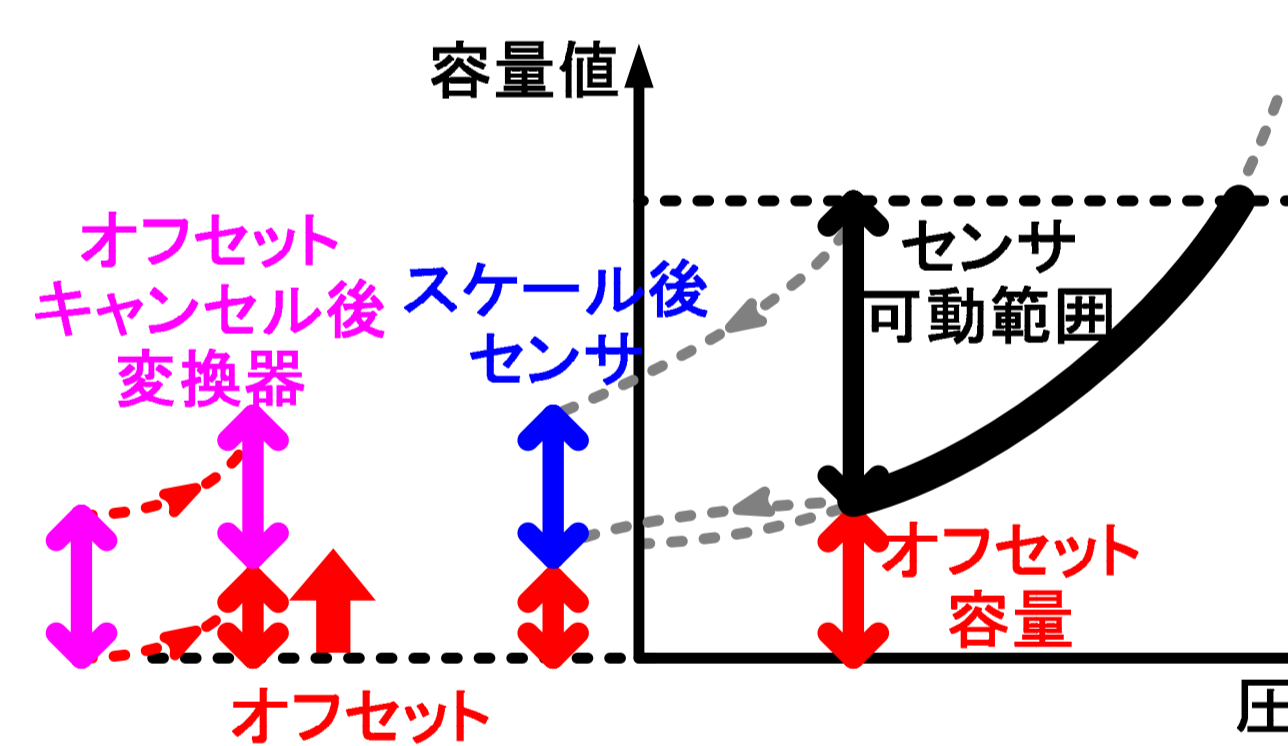 容量値
オフセット
キャンセル後
変換器
スケール後
センサ
センサ
可動範囲
オフセット
容量
オフセット
圧